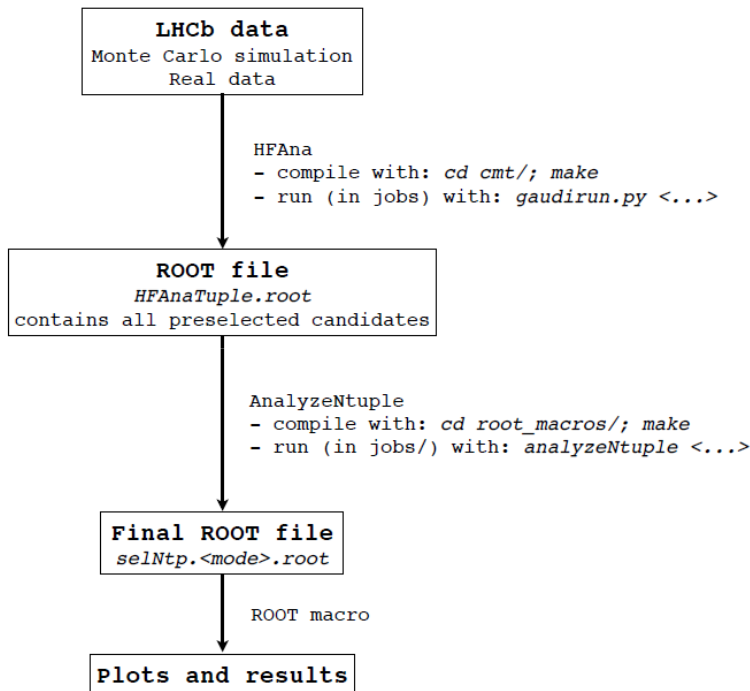 LHCb data
Monte Carlo simulation
Real data
HFAna
- compile with: cd cmt/; make
- run (in jobs) with: gaudirun.py <...>
ROOT file
HFAnaTuple.root
contains all preselected candidates
AnalyzeNtuple
- compile with: cd root_macros/; make
- run (in jobs/) with: analyzeNtuple <...>
Final ROOT file
selNtp.<mode>.root
ROOT macro
Plots and results